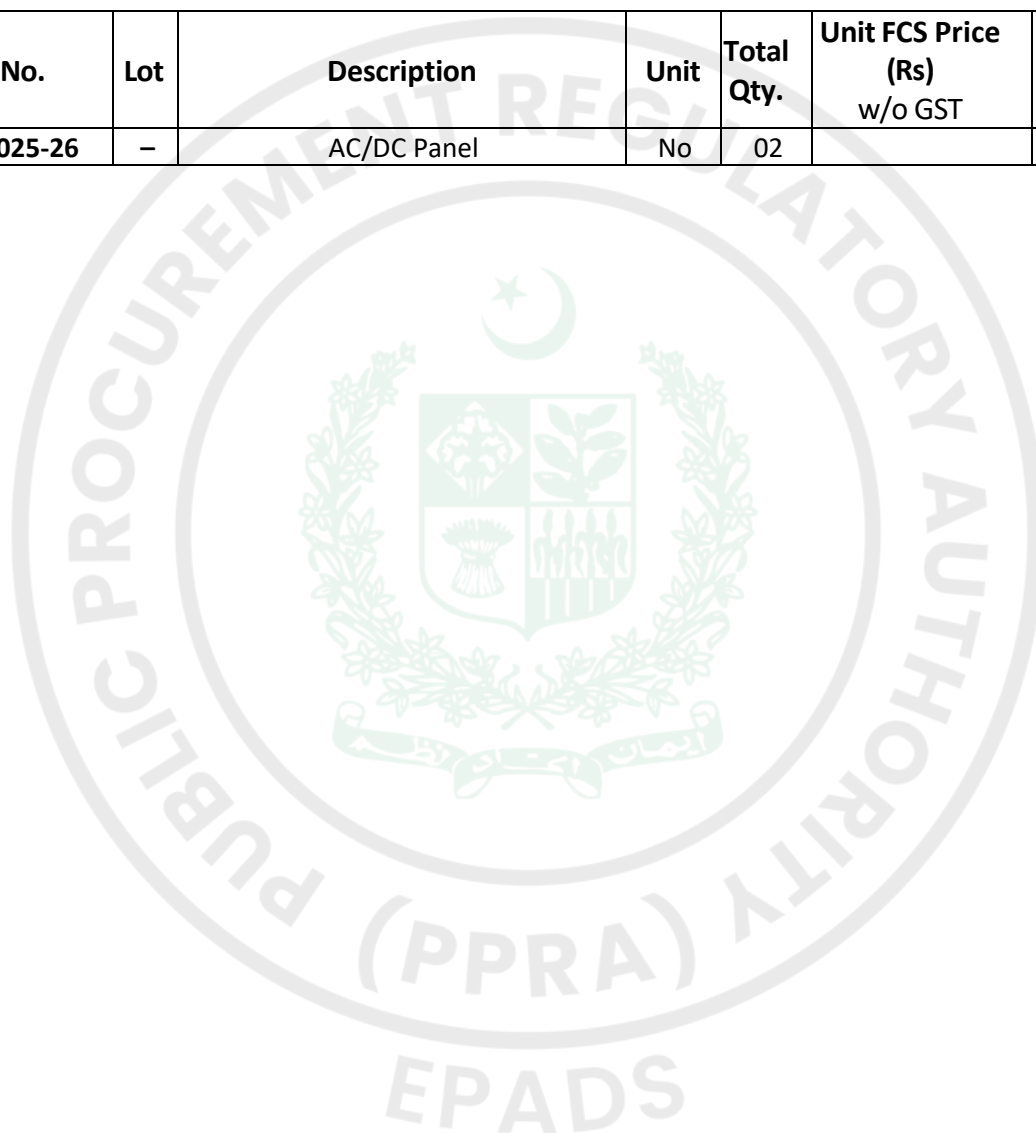 No. Lot Description Unit Total Qty. Unit FCS Price (Rs) w/o GST
025-26 – AC/DC Panel No 02
PUBLIC PROCUREMENT REGULATORY AUTHORITY
(PPRA)
EPADS